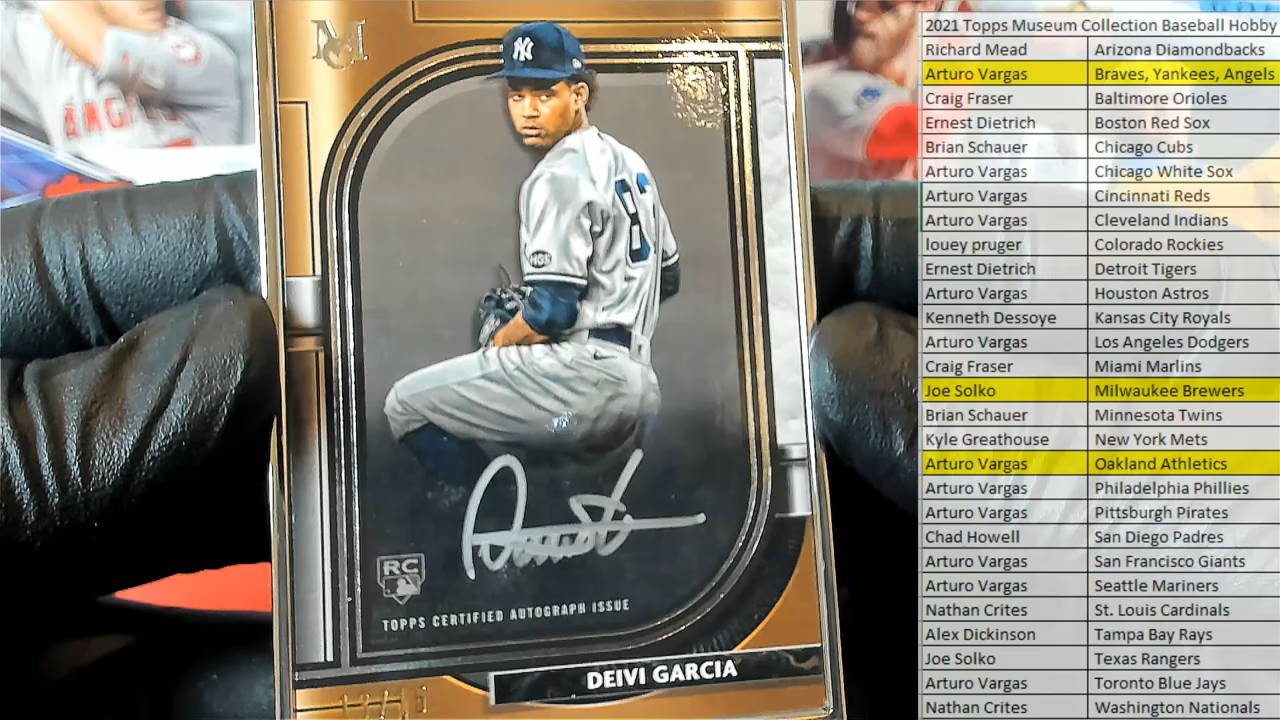 ANG
MC
NY
8
HGS
RC
TOPPS CERTIFIED AUTOGRAPH ISSUE
DEIVI GARCIA
2021 Topps Museum Collection Baseball Hobby
Richard Mead Arizona Diamondbacks
Arturo Vargas Braves, Yankees, Angels
Craig Fraser Baltimore Orioles
Ernest Dietrich Boston Red Sox
Brian Schauer Chicago Cubs
Arturo Vargas Chicago White Sox
Arturo Vargas Cincinnati Reds
Arturo Vargas Cleveland Indians
louey pruger Colorado Rockies
Ernest Dietrich Detroit Tigers
Arturo Vargas Houston Astros
Kenneth Dessoye Kansas City Royals
Arturo Vargas Los Angeles Dodgers
Craig Fraser Miami Marlins
Joe Solko Milwaukee Brewers
Brian Schauer Minnesota Twins
Kyle Greathouse New York Mets
Arturo Vargas Oakland Athletics
Arturo Vargas Philadelphia Phillies
Arturo Vargas Pittsburgh Pirates
Chad Howell San Diego Padres
Arturo Vargas San Francisco Giants
Arturo Vargas Seattle Mariners
Nathan Crites St. Louis Cardinals
Alex Dickinson Tampa Bay Rays
Joe Solko Texas Rangers
Arturo Vargas Toronto Blue Jays
Nathan Crites Washington Nationals